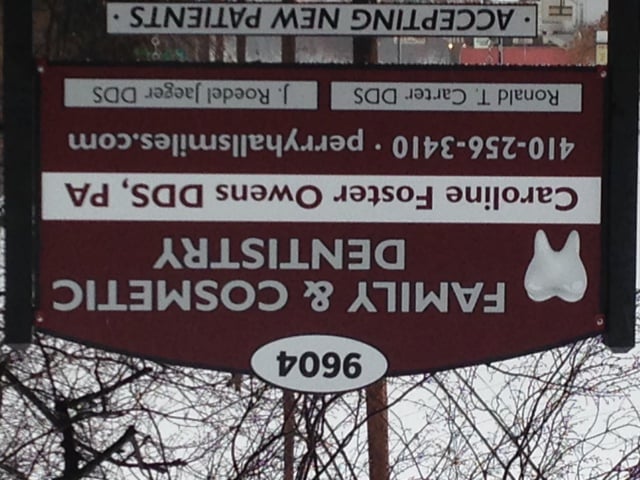 9604
FAMILY & COSMETIC
DENTISTRY
Caroline Foster Owens DDS, PA
410-256-3410 · perryhallsmiles.com
Ronald T. Carter DDS J. Roedel Jaeger DDS
· ACCEPTING NEW PATIENTS ·